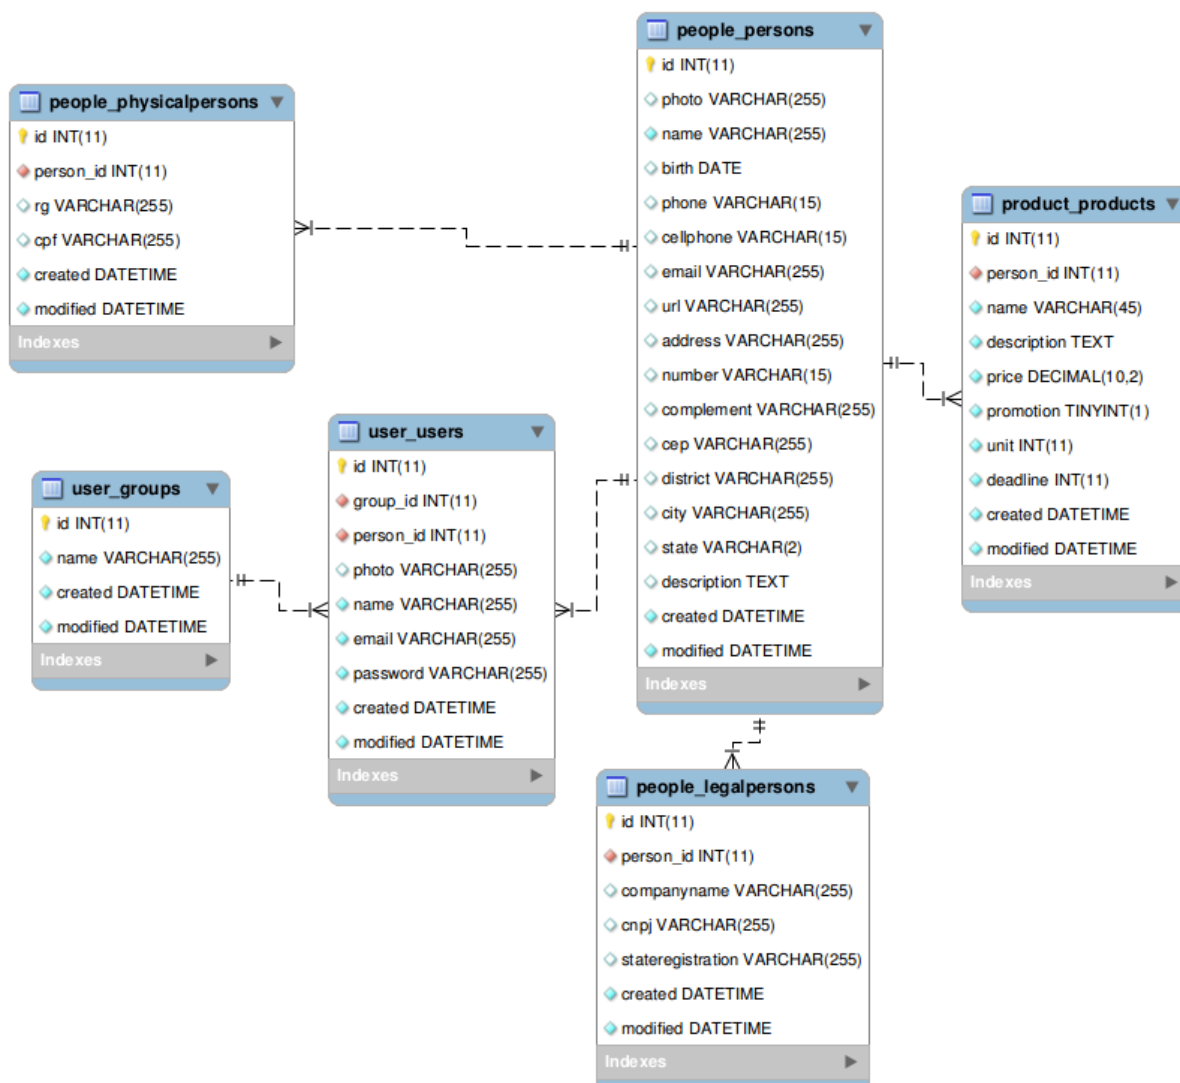 people_persons
id INT(11)
photo VARCHAR(255)
name VARCHAR(255)
birth DATE
phone VARCHAR(15)
cellphone VARCHAR(15)
email VARCHAR(255)
url VARCHAR(255)
address VARCHAR(255)
number VARCHAR(15)
complement VARCHAR(255)
cep VARCHAR(255)
district VARCHAR(255)
city VARCHAR(255)
state VARCHAR(2)
description TEXT
created DATETIME
modified DATETIME
Indexes
people_physicalpersons
id INT(11)
person_id INT(11)
rg VARCHAR(255)
cpf VARCHAR(255)
created DATETIME
modified DATETIME
Indexes
product_products
id INT(11)
person_id INT(11)
name VARCHAR(45)
description TEXT
price DECIMAL(10,2)
promotion TINYINT(1)
unit INT(11)
deadline INT(11)
created DATETIME
modified DATETIME
Indexes
user_users
id INT(11)
group_id INT(11)
person_id INT(11)
photo VARCHAR(255)
name VARCHAR(255)
email VARCHAR(255)
password VARCHAR(255)
created DATETIME
modified DATETIME
Indexes
user_groups
id INT(11)
name VARCHAR(255)
created DATETIME
modified DATETIME
Indexes
people_legalpersons
id INT(11)
person_id INT(11)
companyname VARCHAR(255)
cnpj VARCHAR(255)
stateregistration VARCHAR(255)
created DATETIME
modified DATETIME
Indexes